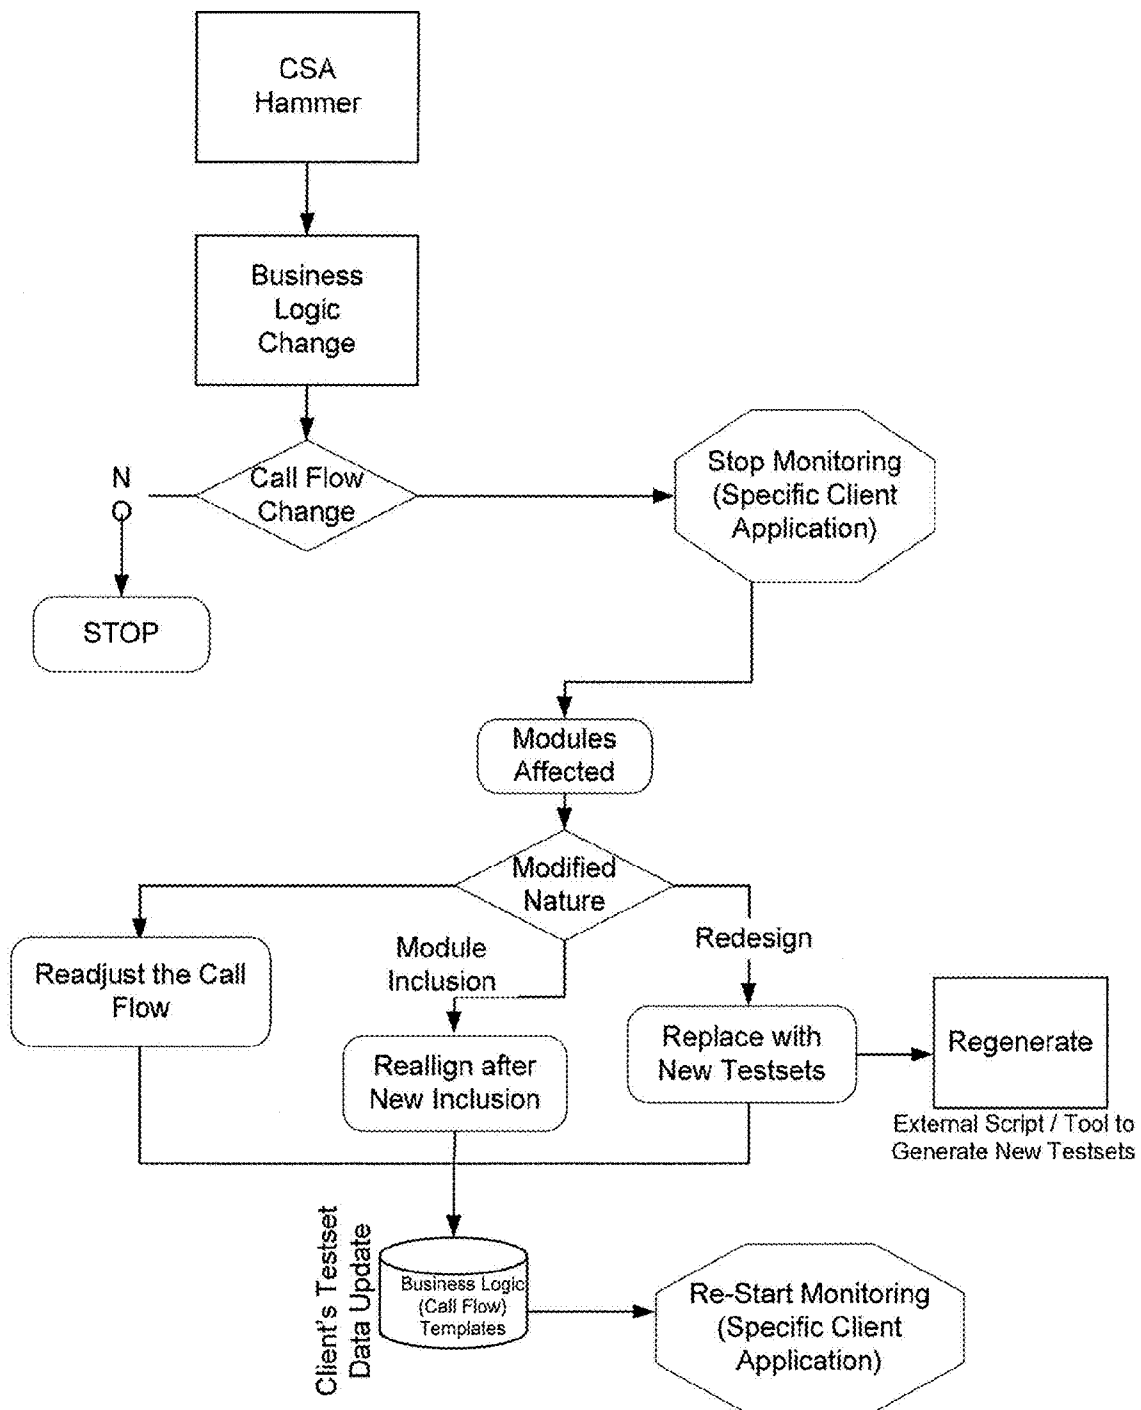 CSA
Hammer
Business
Logic
Change
Call Flow
Change
N
O
STOP
Stop Monitoring
(Specific Client
Application)
Modules
Affected
Modified
Nature
Readjust the Call
Flow
Module
Inclusion
Reallign after
New Inclusion
Redesign
Replace with
New Testsets
Regenerate
External Script / Tool to
Generate New Testsets
Client's Testset
Data Update
Business Logic
(Call Flow)
Templates
Re-Start Monitoring
(Specific Client
Application)